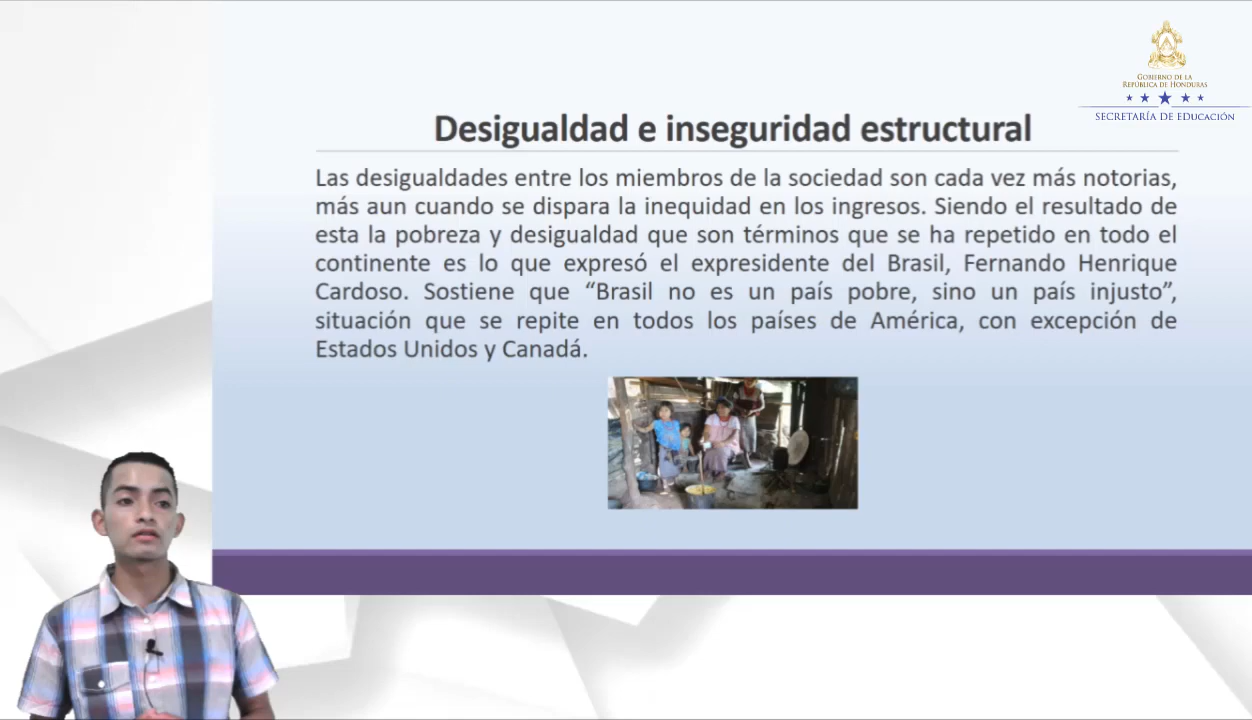 GOBIERNO DE LA
REPÚBLICA DE HONDURAS
SECRETARÍA DE EDUCACIÓN
Desigualdad e inseguridad estructural
Las desigualdades entre los miembros de la sociedad son cada vez más notorias,
más aun cuando se dispara la inequidad en los ingresos. Siendo el resultado de
esta la pobreza y desigualdad que son términos que se ha repetido en todo el
continente es lo que expresó el expresidente del Brasil, Fernando Henrique
Cardoso. Sostiene que “Brasil no es un país pobre, sino un país injusto”,
situación que se repite en todos los países de América, con excepción de
Estados Unidos y Canadá.